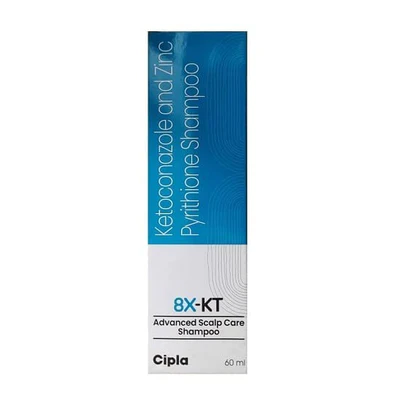 Ketoconazole and Zinc
Pyrithione Shampoo
8X-KT
Advanced Scalp Care
Shampoo
Cipla
60 ml